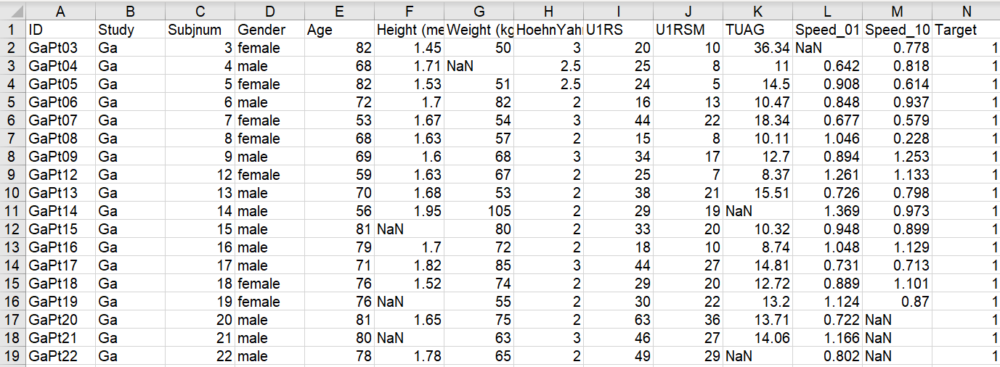 A B C D E F G H I J K L M N
1 ID Study Subjnum Gender Age Height (me Weight (kg HoehnYah U1RS U1RSM TUAG Speed_01 Speed_10 Target
2 GaPt03 Ga 3 female 82 1.45 50 3 20 10 36.34 NaN 0.778 1
3 GaPt04 Ga 4 male 68 1.71 NaN 2.5 25 8 11 0.642 0.818 1
4 GaPt05 Ga 5 female 82 1.53 51 2.5 24 5 14.5 0.908 0.614 1
5 GaPt06 Ga 6 male 72 1.7 82 2 16 13 10.47 0.848 0.937 1
6 GaPt07 Ga 7 female 53 1.67 54 3 44 22 18.34 0.677 0.579 1
7 GaPt08 Ga 8 female 68 1.63 57 2 15 8 10.11 1.046 0.228 1
8 GaPt09 Ga 9 male 69 1.6 68 3 34 17 12.7 0.894 1.253 1
9 GaPt12 Ga 12 female 59 1.63 67 2 25 7 8.37 1.261 1.133 1
10 GaPt13 Ga 13 male 70 1.68 53 2 38 21 15.51 0.726 0.798 1
11 GaPt14 Ga 14 male 56 1.95 105 2 29 19 NaN 1.369 0.973 1
12 GaPt15 Ga 15 male 81 NaN 80 2 33 20 10.32 0.948 0.899 1
13 GaPt16 Ga 16 male 79 1.7 72 2 18 10 8.74 1.048 1.129 1
14 GaPt17 Ga 17 male 71 1.82 85 3 44 27 14.81 0.731 0.713 1
15 GaPt18 Ga 18 female 76 1.52 74 2 29 20 12.72 0.889 1.101 1
16 GaPt19 Ga 19 female 76 NaN 55 2 30 22 13.2 1.124 0.87 1
17 GaPt20 Ga 20 male 81 1.65 75 2 63 36 13.71 0.722 NaN 1
18 GaPt21 Ga 21 male 80 NaN 63 3 46 27 14.06 1.166 NaN 1
19 GaPt22 Ga 22 male 78 1.78 65 2 49 29 NaN 0.802 NaN 1